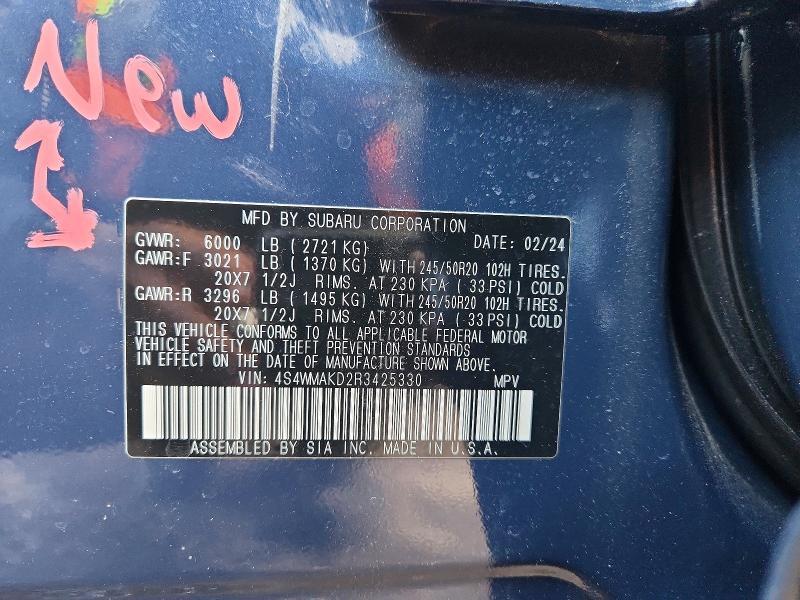 New
MFD BY SUBARU CORPORATION
GVWR: 6000 LB (2721 KG) DATE: 02/24
GAWR:F 3021 LB (1370 KG) WITH 245/50R20 102H TIRES.
20X7 1/2J RIMS. AT 230 KPA (33 PSI) COLD
GAWR:R 3296 LB (1495 KG) WITH 245/50R20 102H TIRES.
20X7 1/2J RIMS. AT 230 KPA (33 PSI) COLD
THIS VEHICLE CONFORMS TO ALL APPLICABLE FEDERAL MOTOR
VEHICLE SAFETY AND THEFT PREVENTION STANDARDS
IN EFFECT ON THE DATE OF MANUFACTURE SHOWN ABOVE.
VIN: 4S4WMAKD2R3425330 MPV
ASSEMBLED BY SIA INC. MADE IN U.S.A.